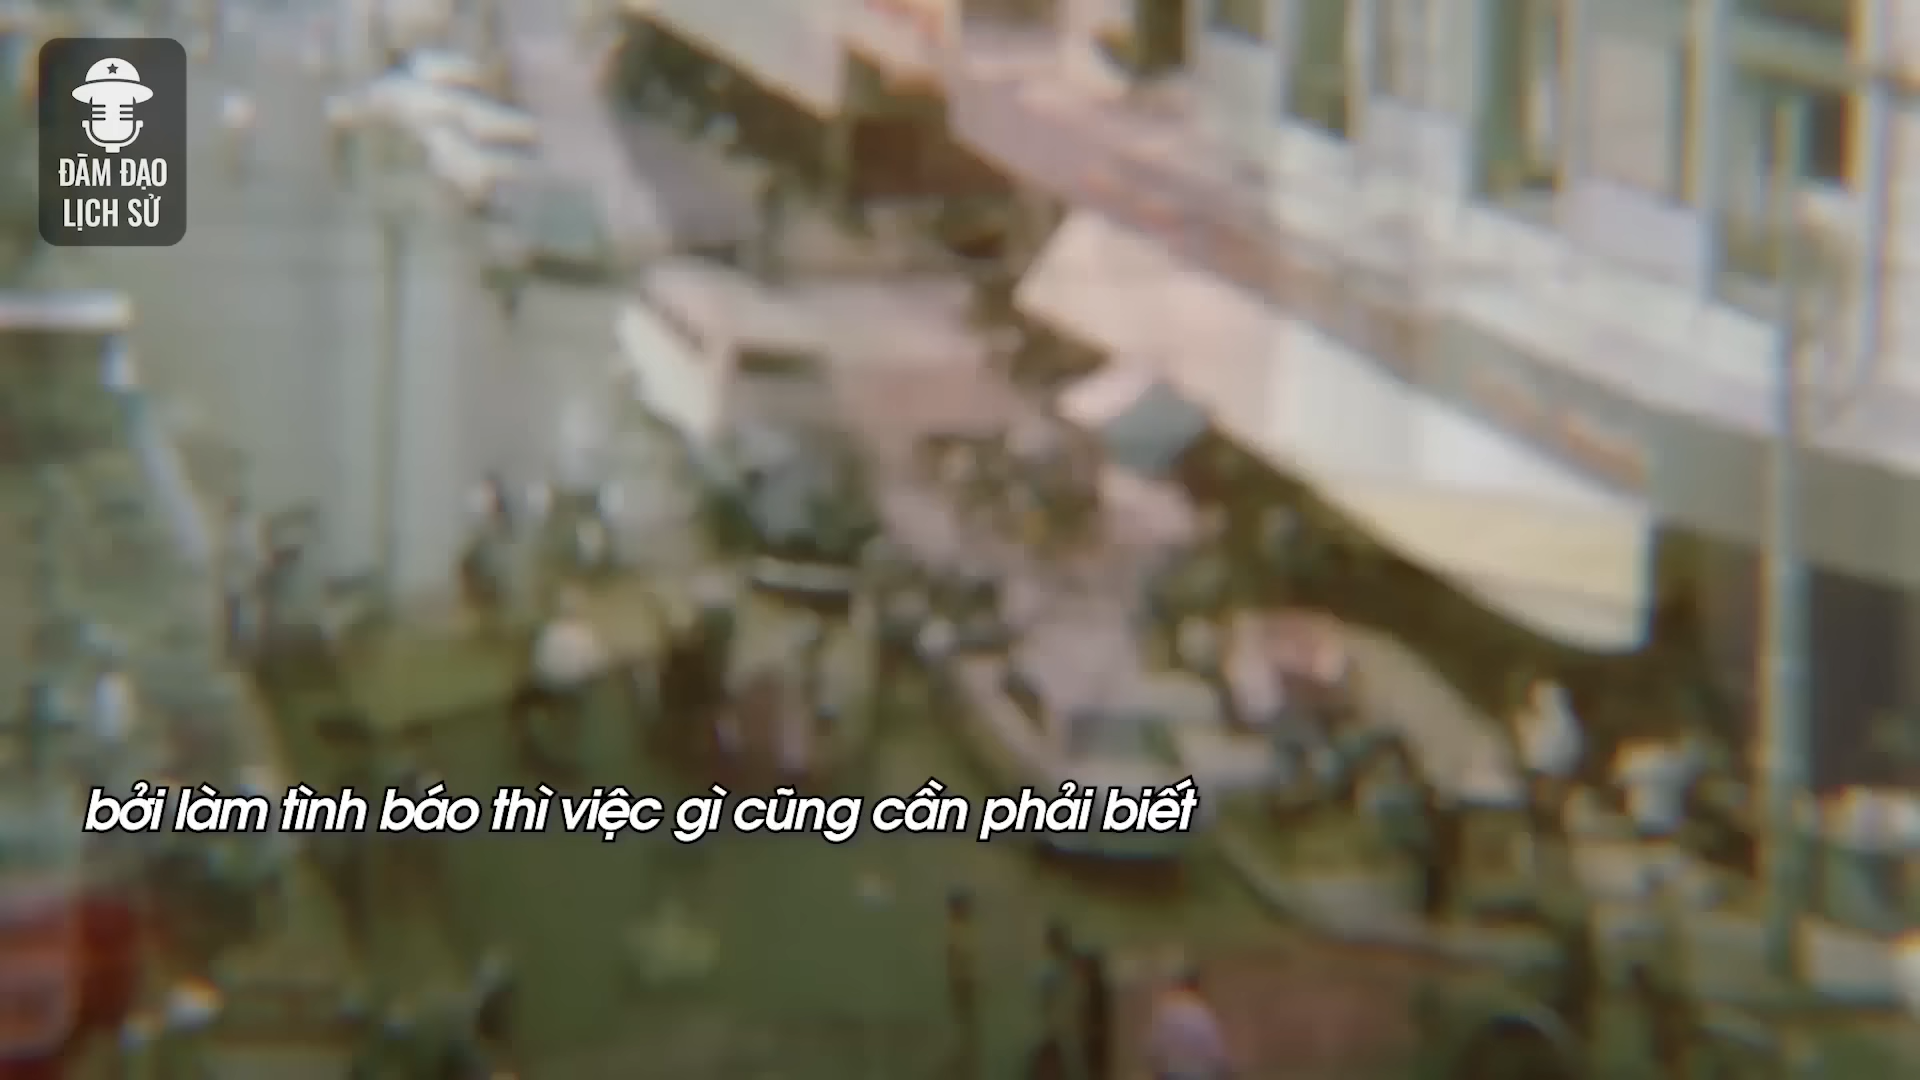 ĐÀM ĐẠO
LỊCH SỬ
bởi làm tình báo thì việc gì cũng cần phải biết